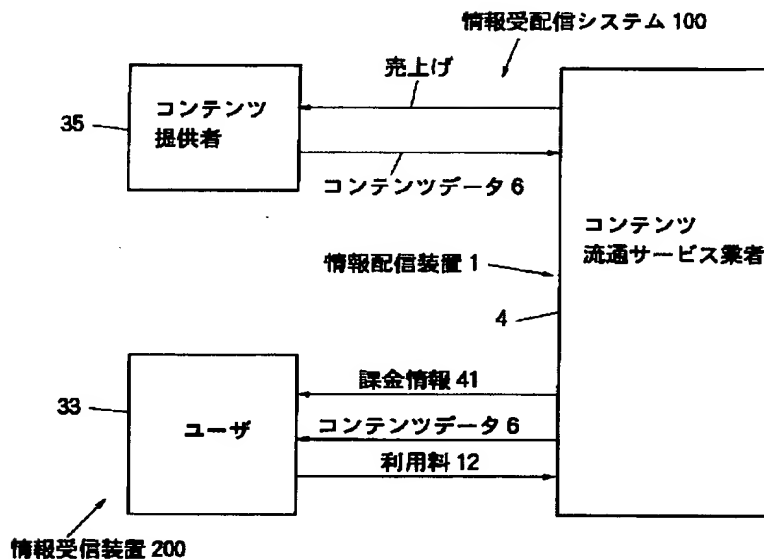 情報受配信システム 100
売上げ
35
コンテンツ
提供者
コンテンツデータ 6
コンテンツ
流通サービス業者
情報配信装置 1
4
課金情報 41
33
ユーザ
コンテンツデータ 6
利用料 12
情報受信装置 200